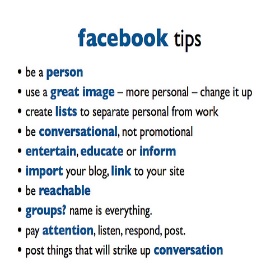 facebook tips
• be a person
• use a great image – more personal – change it up
• create lists to separate personal from work
• be conversational, not promotional
• entertain, educate or inform
• import your blog, link to your site
• be reachable
• groups? name is everything.
• pay attention, listen, respond, post.
• post things that will strike up conversation